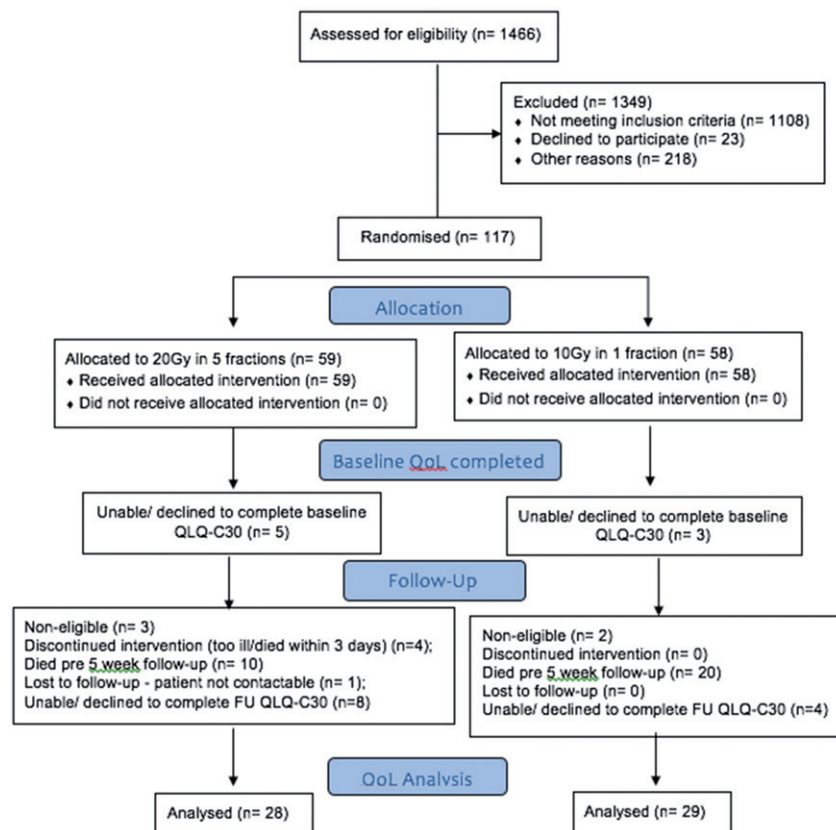 Assessed for eligibility (n= 1466)
Excluded (n= 1349)
♦ Not meeting inclusion criteria (n= 1108)
♦ Declined to participate (n= 23)
♦ Other reasons (n= 218)
Randomised (n= 117)
Allocation
Allocated to 20Gy in 5 fractions (n= 59)
♦ Received allocated intervention (n= 59)
♦ Did not receive allocated intervention (n= 0)
Allocated to 10Gy in 1 fraction (n= 58)
♦ Received allocated intervention (n= 58)
♦ Did not receive allocated intervention (n= 0)
Baseline QoL completed
Unable/ declined to complete baseline
QLQ-C30 (n= 5)
Unable/ declined to complete baseline
QLQ-C30 (n= 3)
Follow-Up
Non-eligible (n= 3)
Discontinued intervention (too ill/died within 3 days) (n=4);
Died pre 5 week follow-up (n= 10)
Lost to follow-up - patient not contactable (n= 1);
Unable/ declined to complete FU QLQ-C30 (n=8)
Non-eligible (n= 2)
Discontinued intervention (n= 0)
Died pre 5 week follow-up (n= 20)
Lost to follow-up (n= 0)
Unable/ declined to complete FU QLQ-C30 (n=4)
QoL Analysis
Analysed (n= 28)
Analysed (n= 29)